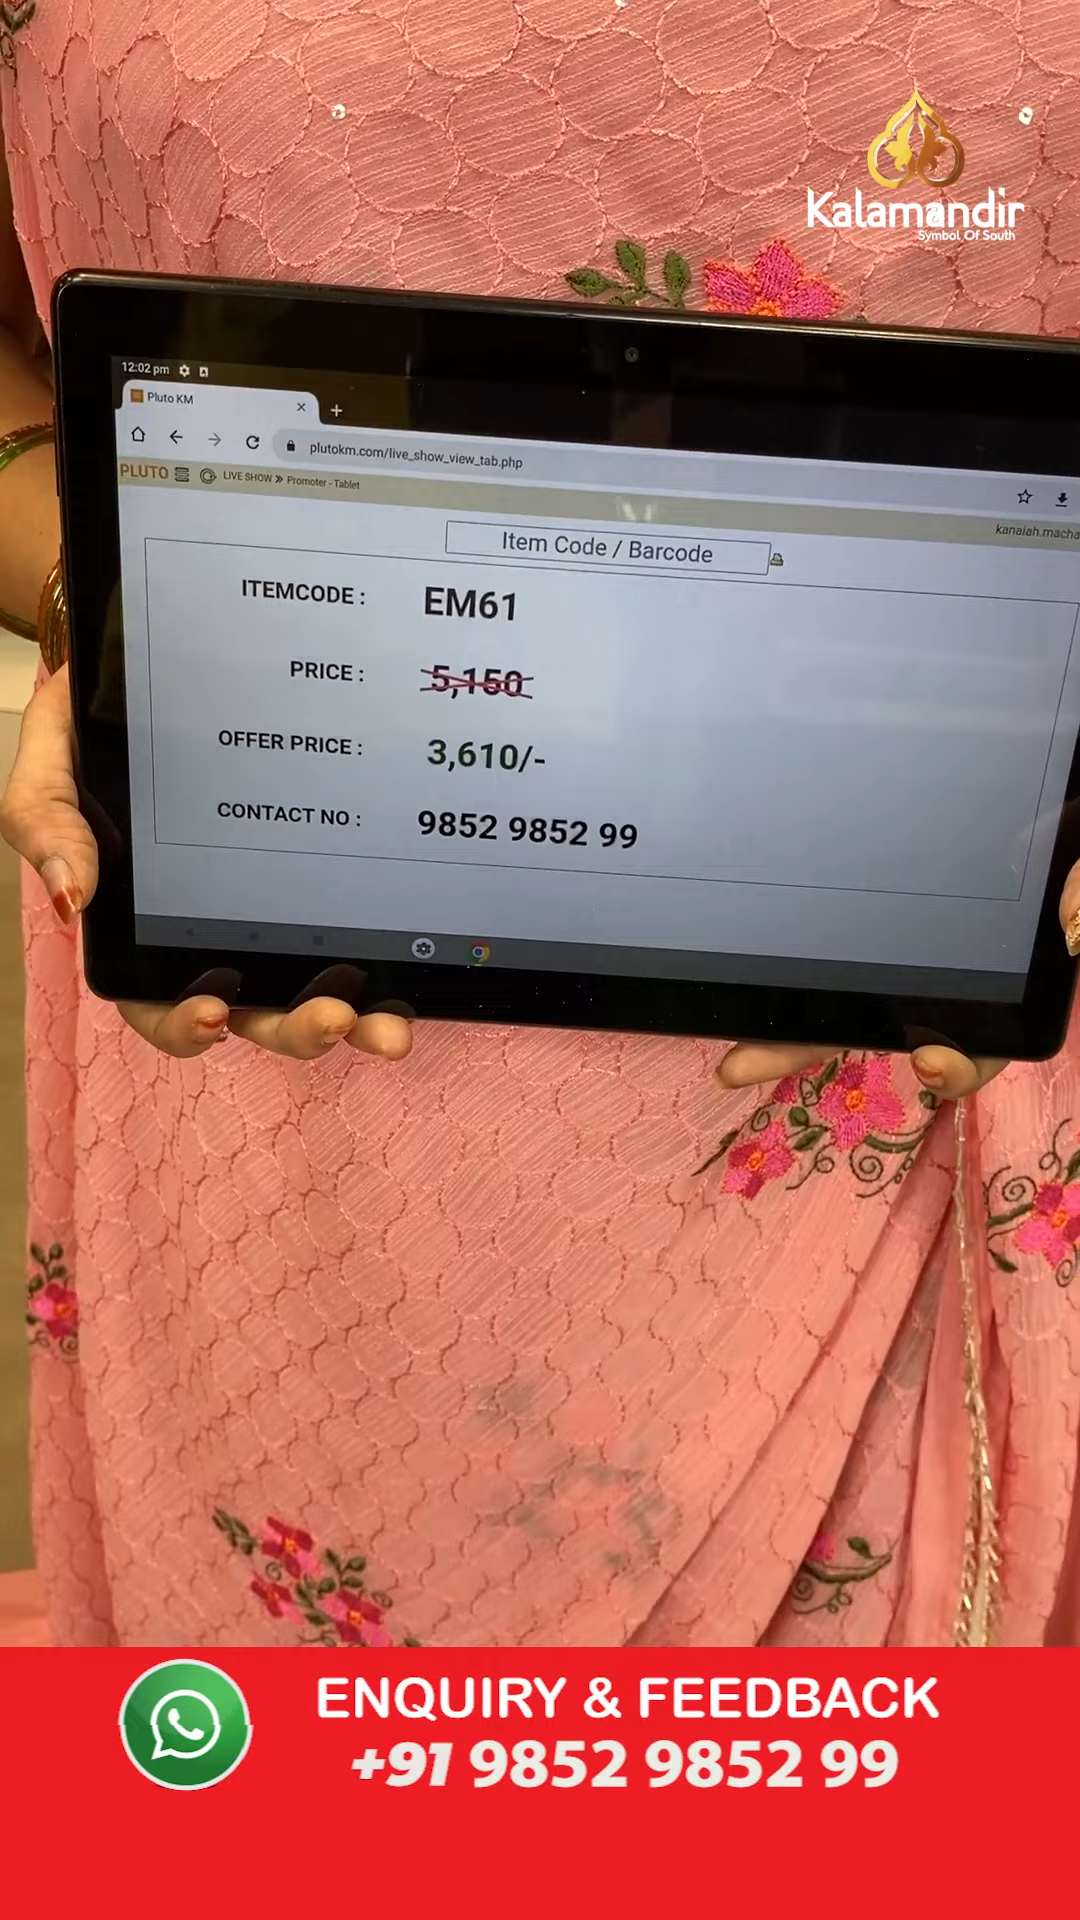 Kalamandir
Symbol Of South
12:02 pm
Pluto KM
plutokm.com/live_show_view_tab.php
PLUTO LIVE SHOW » Promoter - Tablet
kanaiah.macha
Item Code / Barcode
ITEMCODE : EM61
PRICE : 5,150
OFFER PRICE : 3,610/-
CONTACT NO : 9852 9852 99
ENQUIRY & FEEDBACK
+91 9852 9852 99